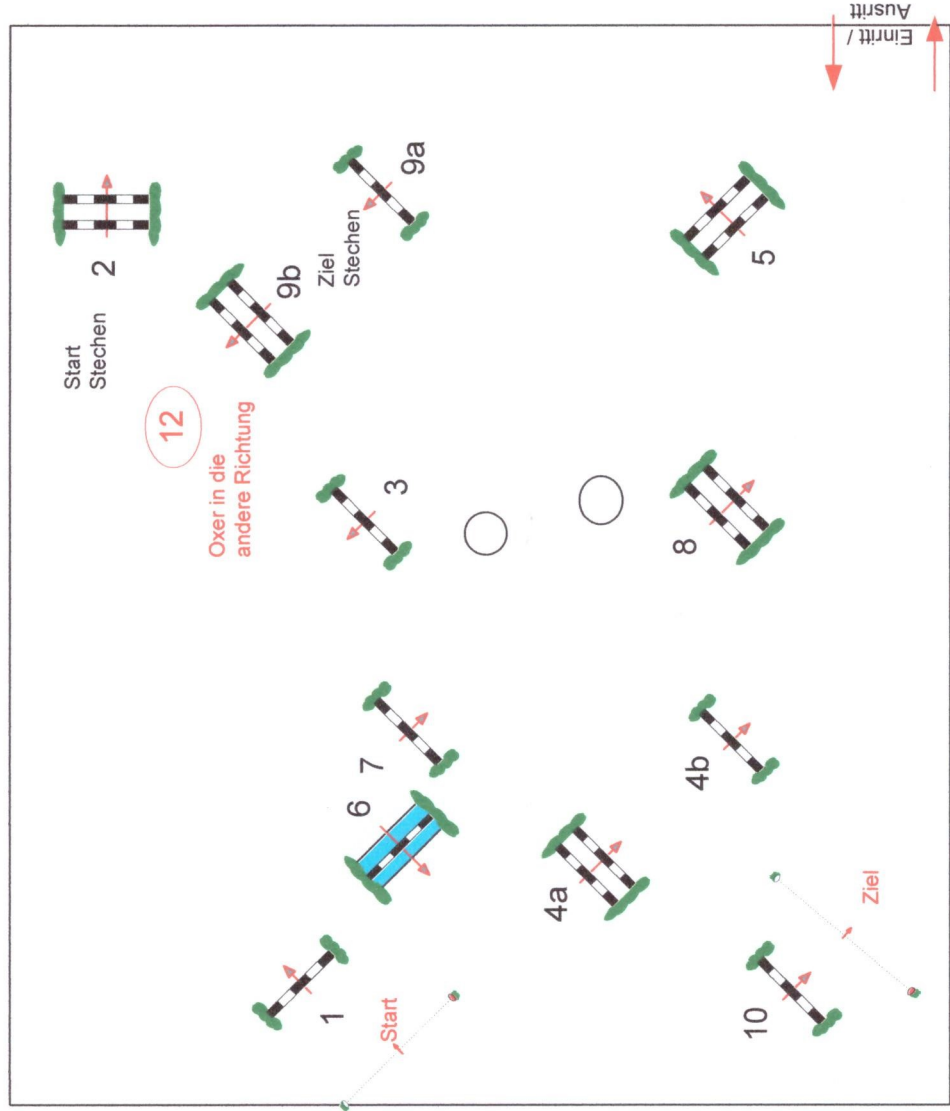 Einritt /
Ausritt
2
Start
Stechen
9a
9b
Ziel
Stechen
12
Oxer in die
andere Richtung
5
3
8
7
6
4b
4a
1
Start
10
Ziel